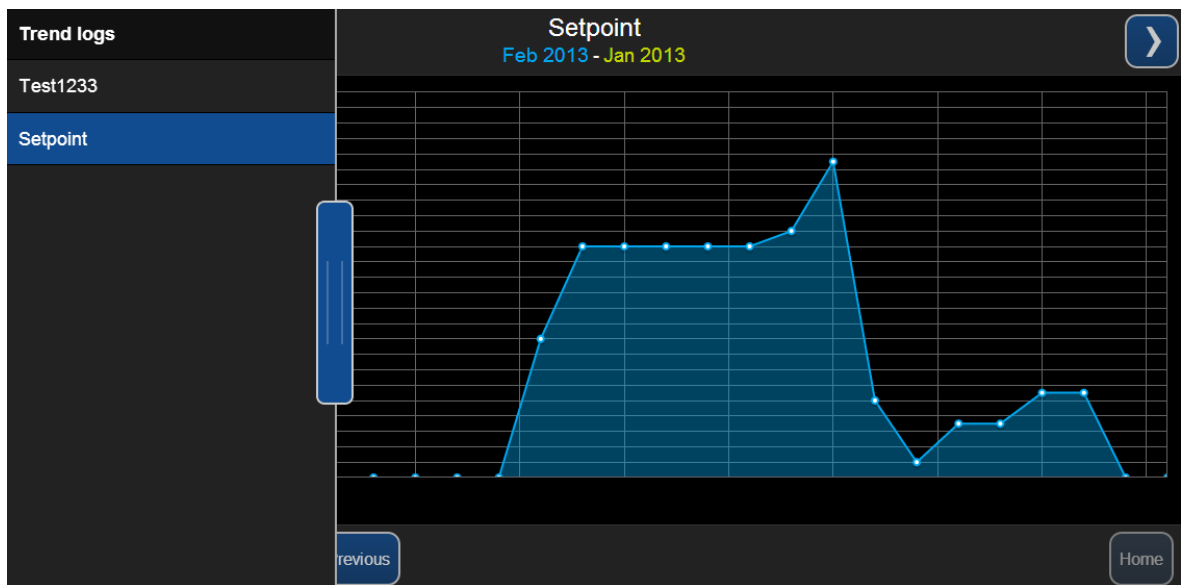 Trend logs
Test1233
Setpoint
Setpoint
Feb 2013 - Jan 2013
revious
Home